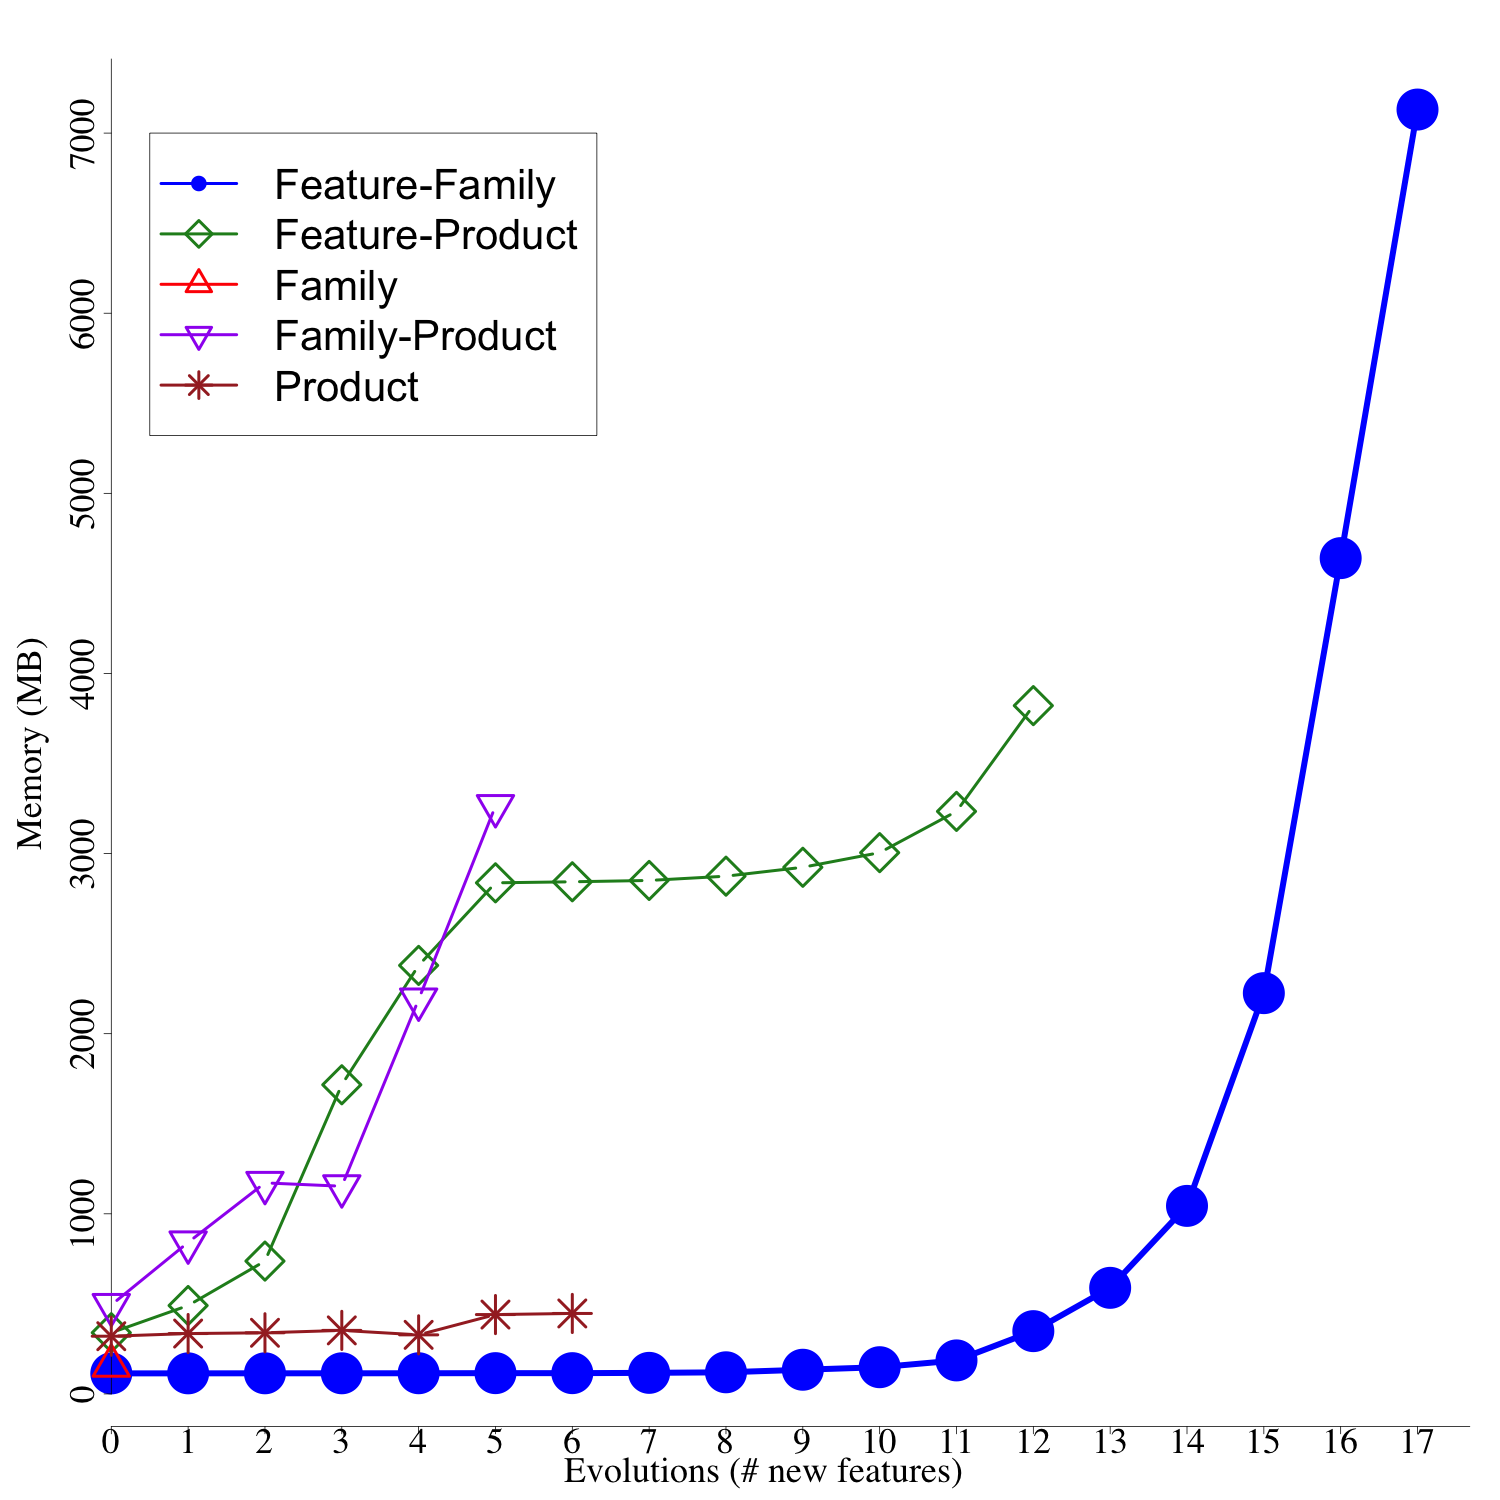 Feature-Family
Feature-Product
Family
Family-Product
Product
Memory (MB)
7000
6000
5000
4000
3000
2000
1000
0
0 1 2 3 4 5 6 7 8 9 10 11 12 13 14 15 16 17
Evolutions (# new features)